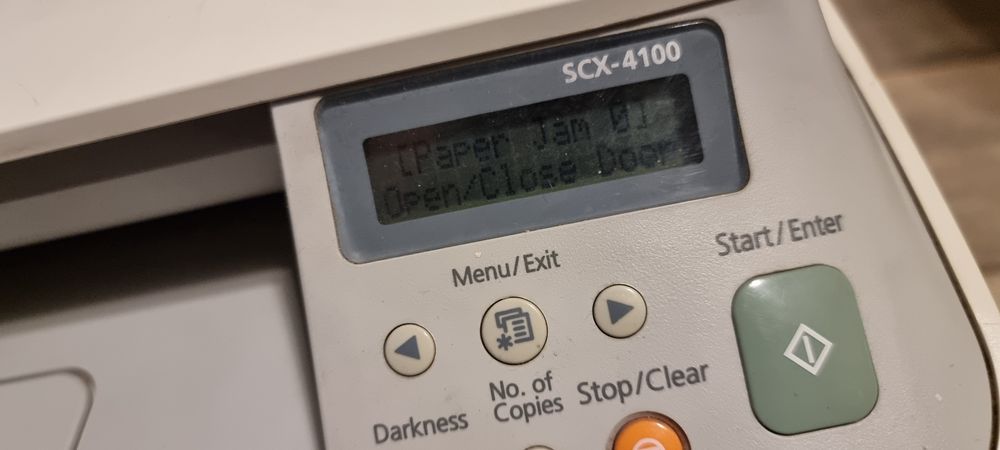 SCX-4100
[Paper Jam 0]
Open/Close Door
Start/Enter
Menu/Exit
No. of
Copies
Stop/Clear
Darkness